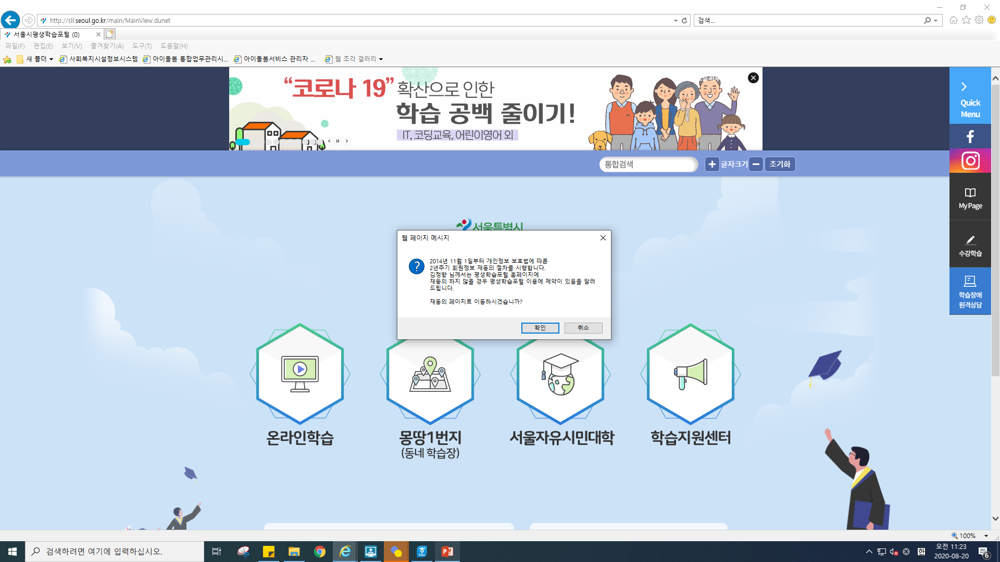 http://sll.seoul.go.kr/main/MainView.dunet
검색...
서울시평생학습포털 (0)
파일(F) 편집(E) 보기(V) 즐겨찾기(A) 도구(T) 도움말(H)
새 폴더 사회복지시설정보시스템 아이돌봄 통합업무관리시... 아이돌봄서비스 관리자 ... 웹 조각 갤러리
“코로나 19” 확산으로 인한
학습 공백 줄이기!
IT, 코딩교육, 어린이영어 외
Quick
Menu
통합검색
글자크기
초기화
My Page
수강학습
학습장애
원격상담
서울특별시
웹 페이지 메시지
2014년 11월 1일부터 개인정보 보호법에 따른
2년주기 회원정보 재동의 절차를 시행합니다.
김정향 님께서는 평생학습포털 홈페이지에
재동의 하지 않을 경우 평생학습포털 이용에 제약이 있음을 알려
드립니다.
재동의 페이지로 이동하시겠습니까?
확인 취소
온라인학습
몽땅1번지
(동네 학습장)
서울자유시민대학
학습지원센터
100%
검색하려면 여기에 입력하십시오.
한
오전 11:23
2020-08-20
6